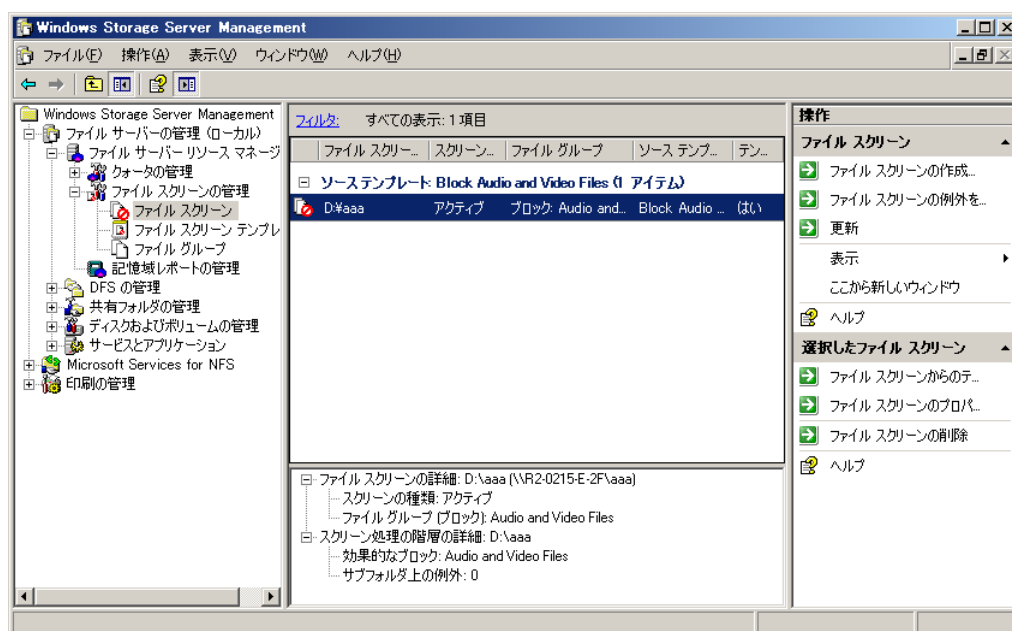 Windows Storage Server Management
ファイル(F) 操作(A) 表示(V) ウィンドウ(W) ヘルプ(H)
Windows Storage Server Management
ファイル サーバーの管理 (ローカル)
ファイル サーバー リソース マネージ
クォータの管理
ファイル スクリーンの管理
ファイル スクリーン
ファイル スクリーン テンプレ
ファイル グループ
記憶域レポートの管理
DFS の管理
共有フォルダの管理
ディスクおよびボリュームの管理
サービスとアプリケーション
Microsoft Services for NFS
印刷の管理
フィルタ: すべての表示: 1 項目
ファイル スクリー... スクリーン... ファイル グループ ソース テンプ... テン...
ソース テンプレート: Block Audio and Video Files (1 アイテム)
D:¥aaa アクティブ ブロック: Audio and... Block Audio ... (はい)
ファイル スクリーンの詳細: D:\aaa (\\R2-0215-E-2F\aaa)
スクリーンの種類: アクティブ
ファイル グループ (ブロック): Audio and Video Files
スクリーン処理の階層の詳細: D:\aaa
効果的なブロック: Audio and Video Files
サブフォルダ上の例外: 0
操作
ファイル スクリーン
ファイル スクリーンの作成...
ファイル スクリーンの例外を...
更新
表示
ここから新しいウィンドウ
ヘルプ
選択したファイル スクリーン
ファイル スクリーンからのテ...
ファイル スクリーンのプロパ...
ファイル スクリーンの削除
ヘルプ